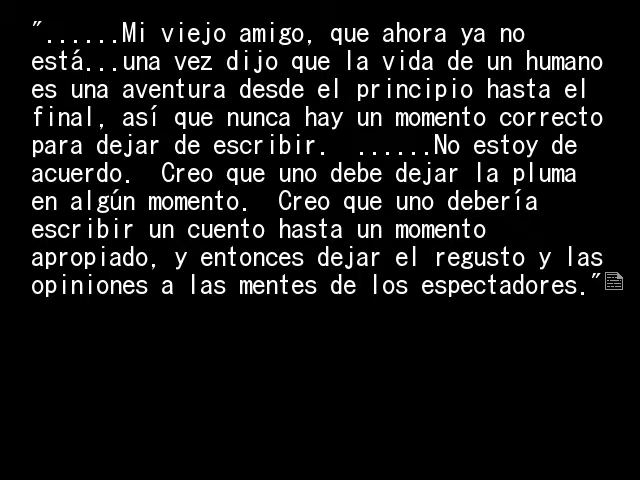 "......Mi viejo amigo, que ahora ya no
está...una vez dijo que la vida de un humano
es una aventura desde el principio hasta el
final, así que nunca hay un momento correcto
para dejar de escribir.  ......No estoy de
acuerdo.  Creo que uno debe dejar la pluma
en algún momento.  Creo que uno debería
escribir un cuento hasta un momento
apropiado, y entonces dejar el regusto y las
opiniones a las mentes de los espectadores."